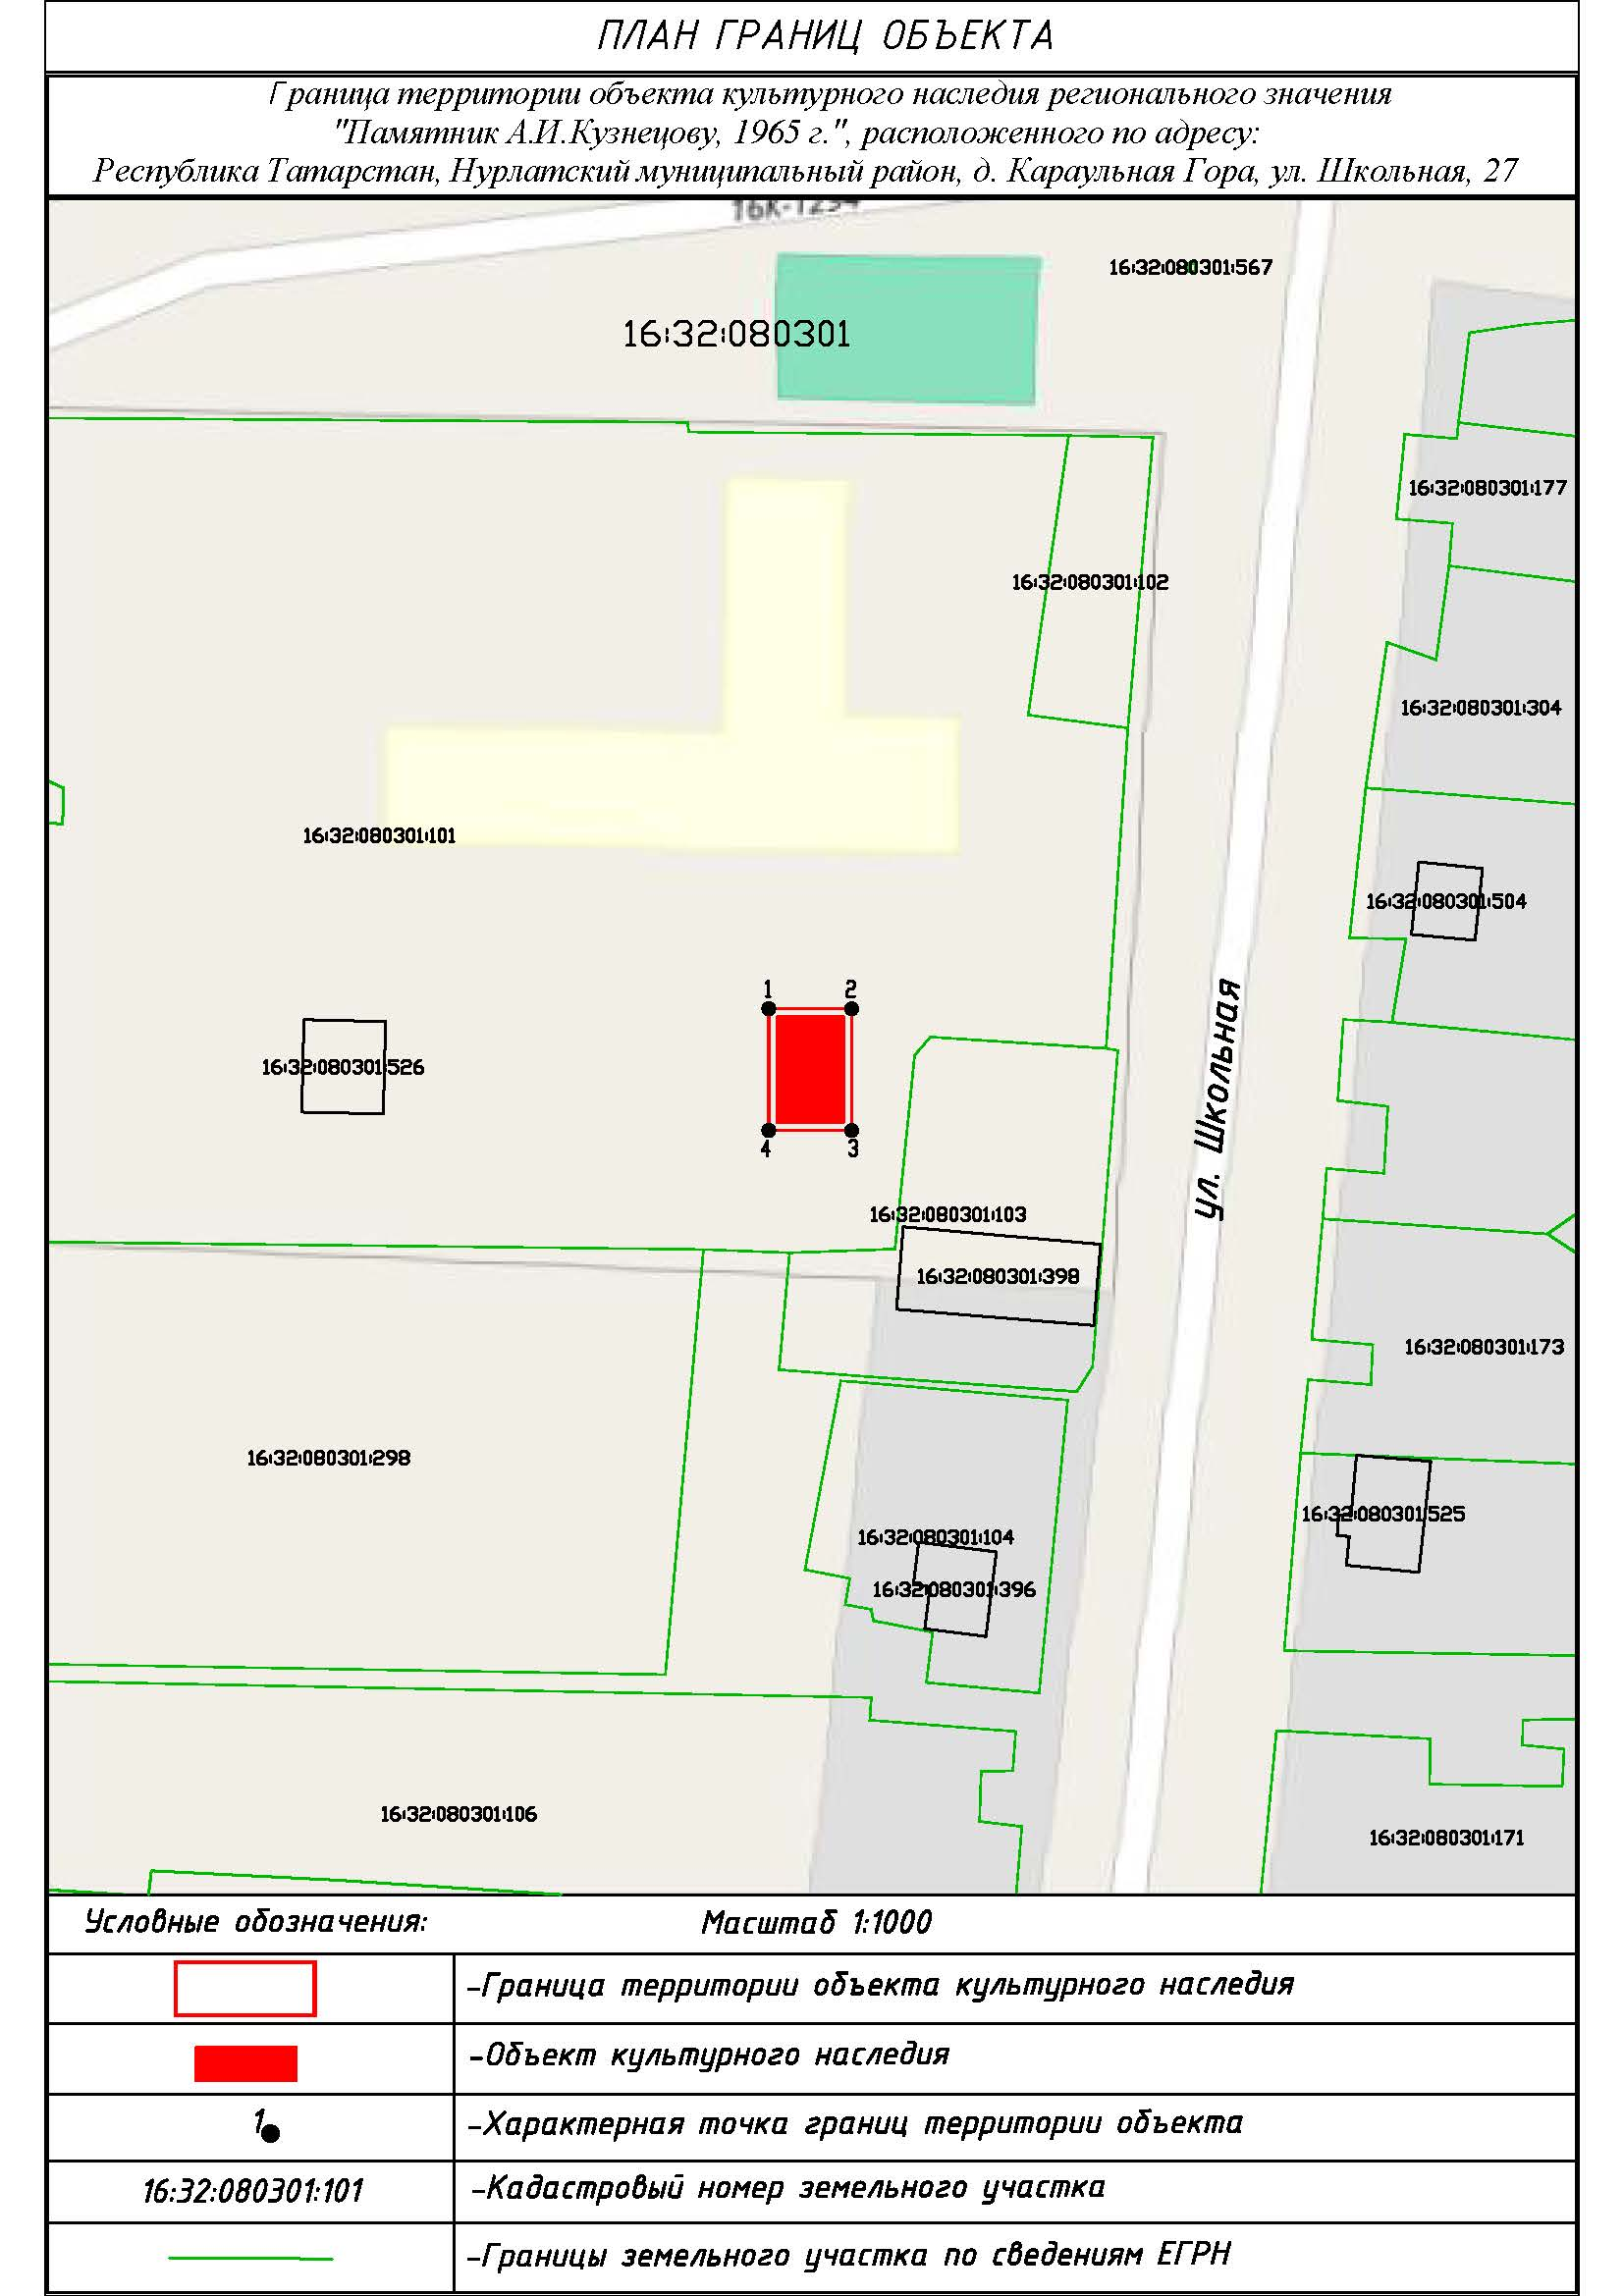 ПЛАН ГРАНИЦ ОБЪЕКТА
Граница территории объекта культурного наследия регионального значения
"Памятник А.И.Кузнецову, 1965 г.", расположенного по адресу:
Республика Татарстан, Нурлатский муниципальный район, д. Караульная Гора, ул. Школьная, 27
16К-1234
16:32:080301:567
16:32:080301
16:32:080301:177
16:32:080301:102
16:32:080301:304
16:32:080301:101
16:32:080301:504
1 2
16:32:080301:526
ул. Школьная
4 3
16:32:080301:103
16:32:080301:398
16:32:080301:173
16:32:080301:298
16:32:080301:525
16:32:080301:104
16:32:080301:396
16:32:080301:106
16:32:080301:171
Условные обозначения: Масштаб 1:1000
-Граница территории объекта культурного наследия
-Объект культурного наследия
1 -Характерная точка границ территории объекта
16:32:080301:101 -Кадастровый номер земельного участка
-Границы земельного участка по сведениям ЕГРН